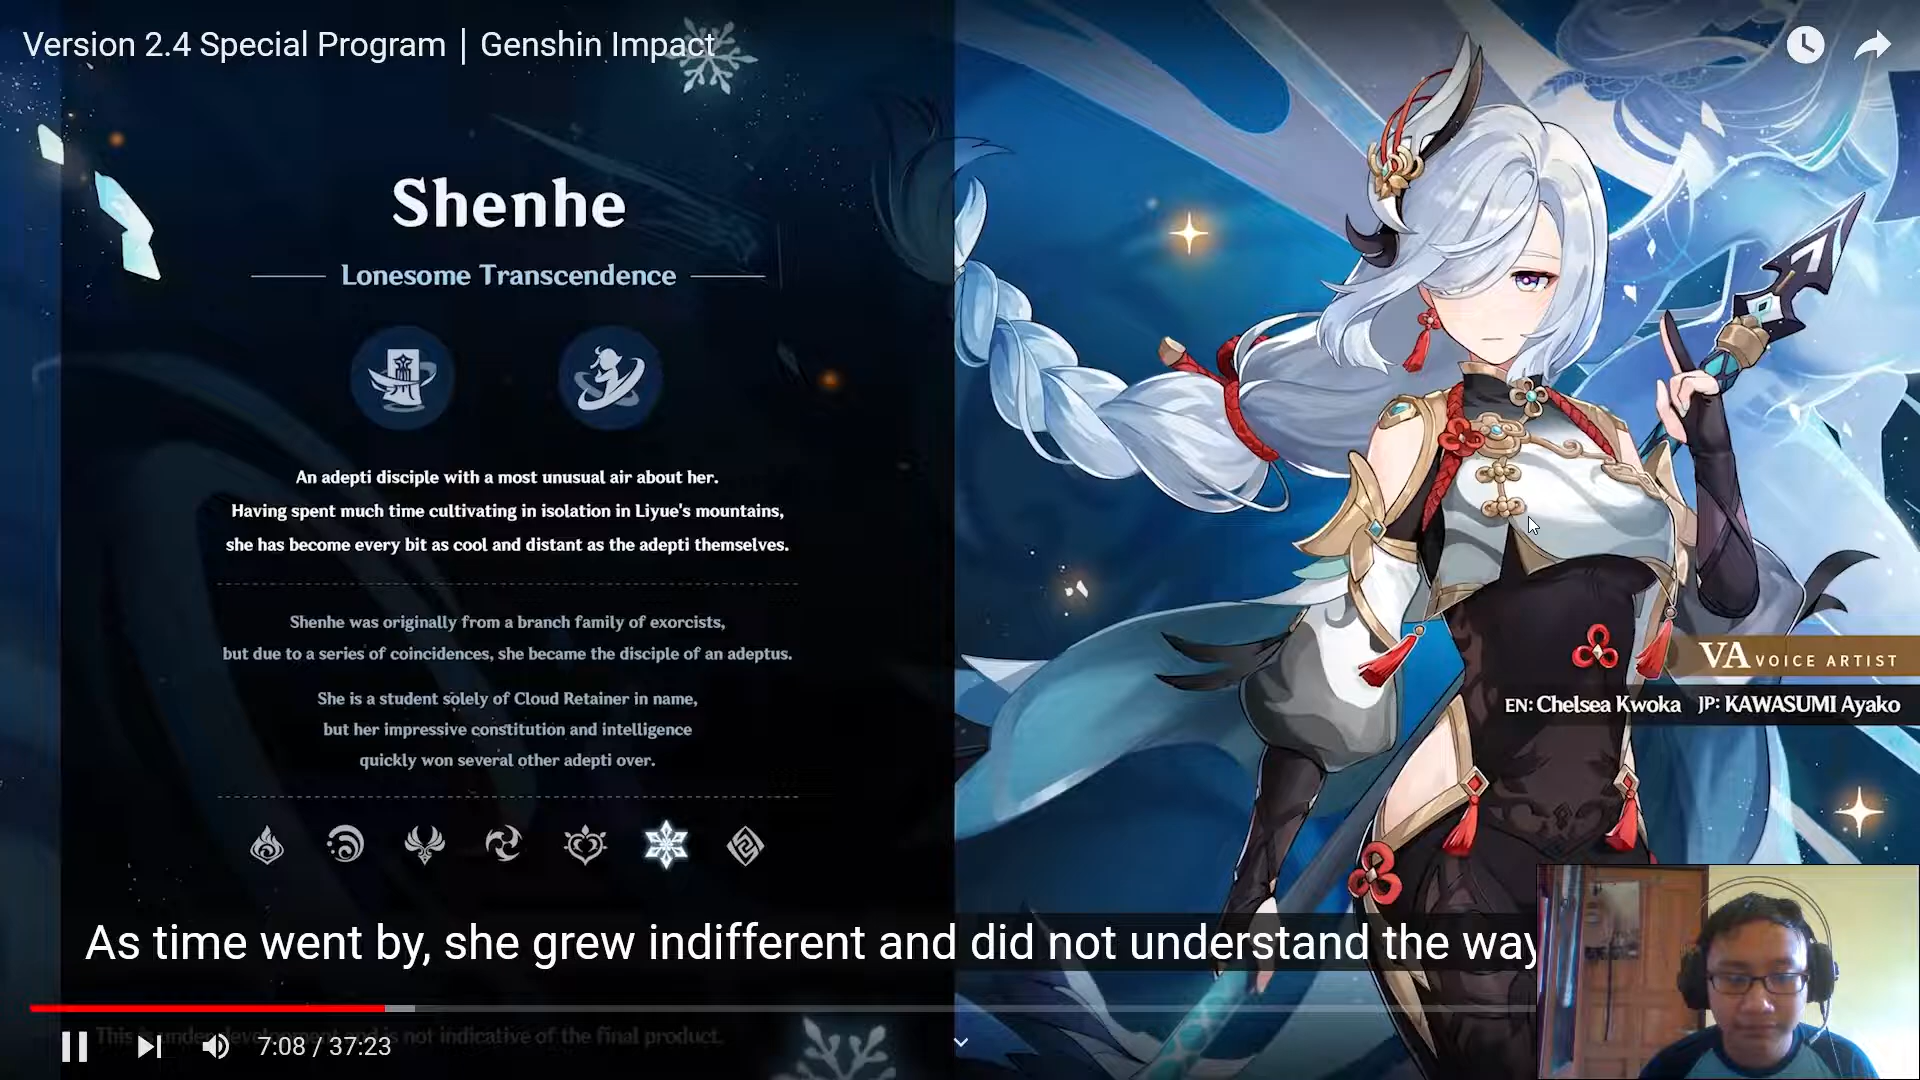 Version 2.4 Special Program | Genshin Impact
Shenhe
Lonesome Transcendence
An adepti disciple with a most unusual air about her.
Having spent much time cultivating in isolation in Liyue's mountains,
she has become every bit as cool and distant as the adepti themselves.
Shenhe was originally from a branch family of exorcists,
but due to a series of coincidences, she became the disciple of an adeptus.
She is a student solely of Cloud Retainer in name,
but her impressive constitution and intelligence
quickly won several other adepti over.
VA VOICE ARTIST
EN: Chelsea Kwoka JP: KAWASUMI Ayako
As time went by, she grew indifferent and did not understand the way
This is under development and is not indicative of the final product.
7:08 / 37:23